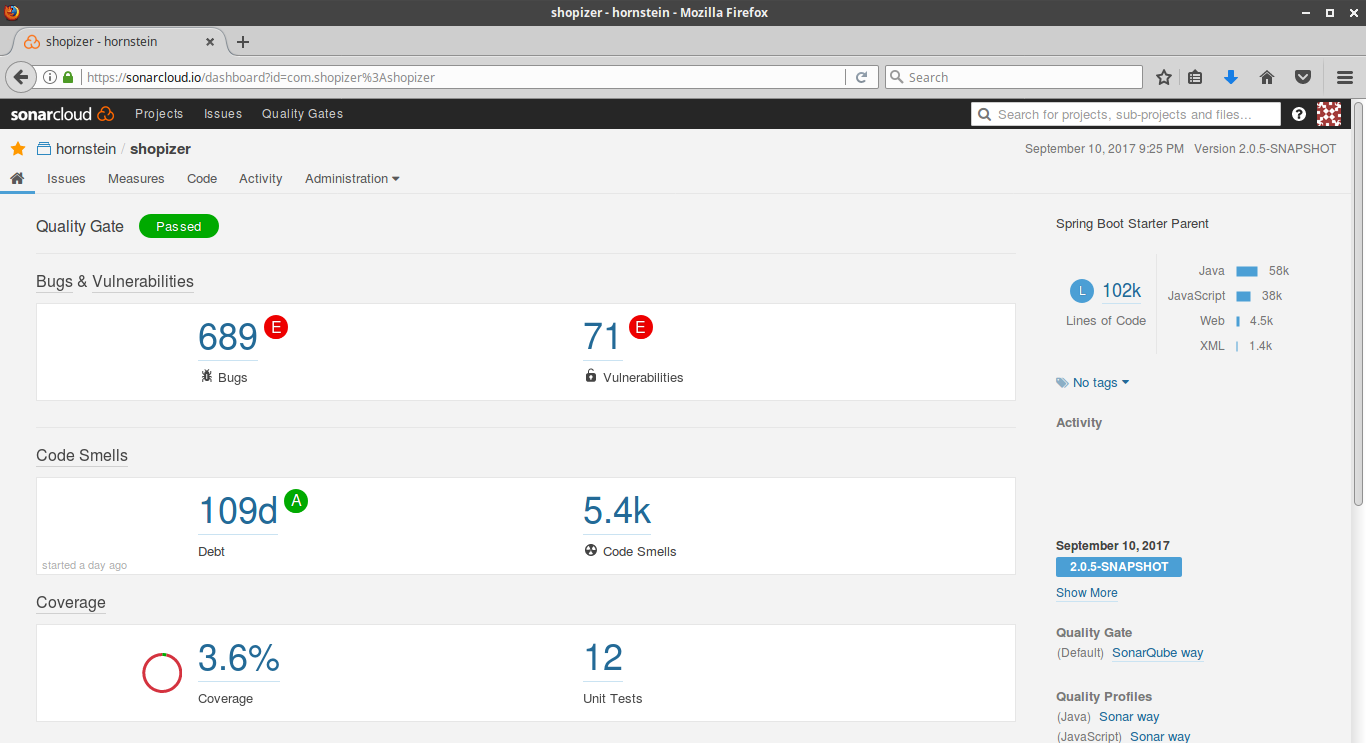 shopizer - hornstein - Mozilla Firefox
shopizer - hornstein
https://sonarcloud.io/dashboard?id=com.shopizer%3Ashopizer
Search
sonarcloud Projects Issues Quality Gates
Search for projects, sub-projects and files...
hornstein / shopizer
September 10, 2017 9:25 PM Version 2.0.5-SNAPSHOT
Issues Measures Code Activity Administration
Quality Gate Passed
Bugs & Vulnerabilities
689 E
Bugs
71 E
Vulnerabilities
Code Smells
109d A
Debt
started a day ago
5.4k
Code Smells
Coverage
3.6%
Coverage
12
Unit Tests
Spring Boot Starter Parent
L 102k
Lines of Code
Java 58k
JavaScript 38k
Web 4.5k
XML 1.4k
No tags
Activity
September 10, 2017
2.0.5-SNAPSHOT
Show More
Quality Gate
(Default) SonarQube way
Quality Profiles
(Java) Sonar way
(JavaScript) Sonar way